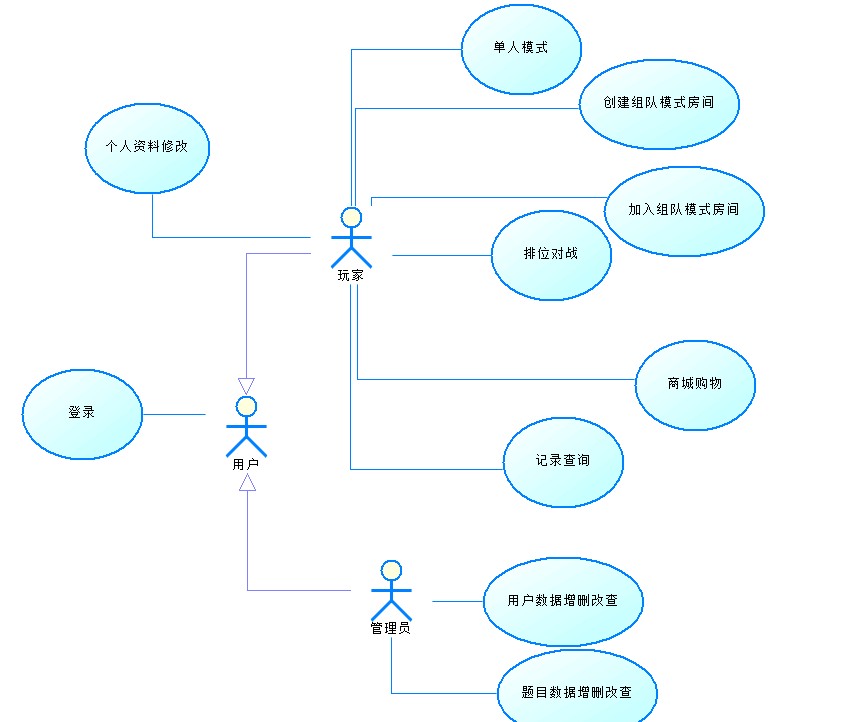 单人模式
创建组队模式房间
个人资料修改
加入组队模式房间
排位对战
玩家
商城购物
登录
记录查询
用户
用户数据增删改查
管理员
题目数据增删改查